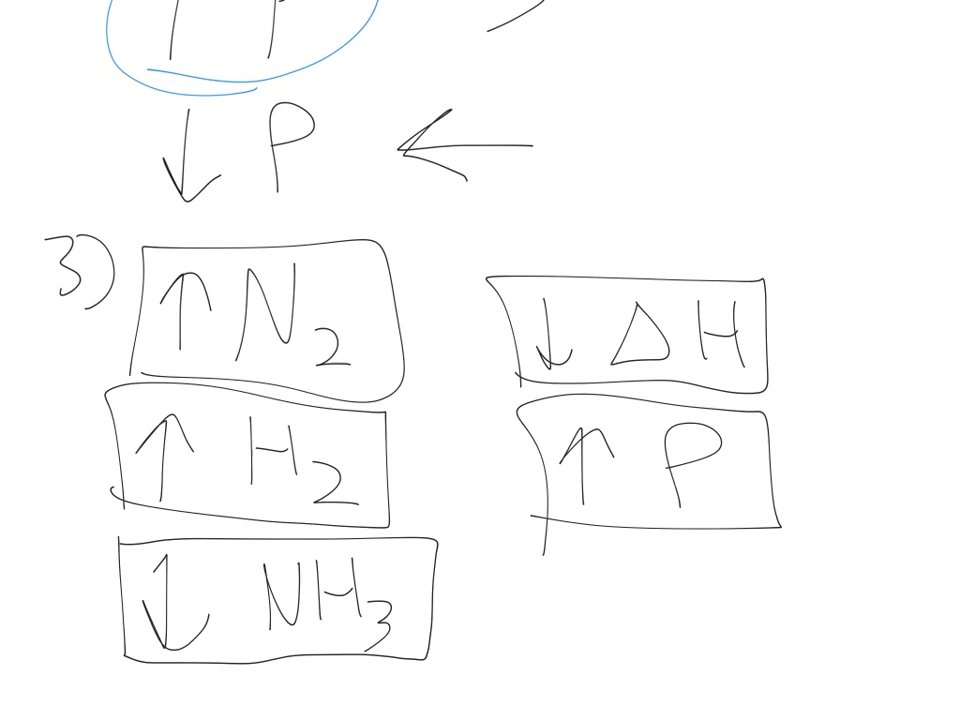 ↓ P ←
3) ↑ N₂
↓ ΔH
↑ H₂
↑ P
↓ NH₃